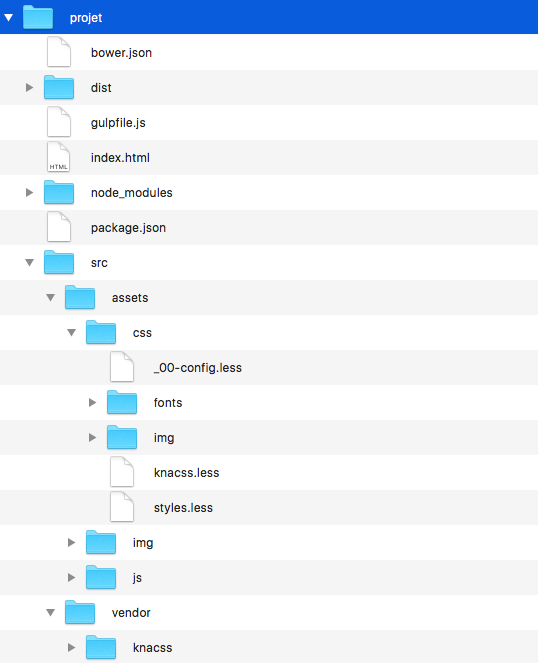 projet
bower.json
dist
gulpfile.js
index.html
HTML
node_modules
package.json
src
assets
css
_00-config.less
fonts
img
knacss.less
styles.less
img
js
vendor
knacss